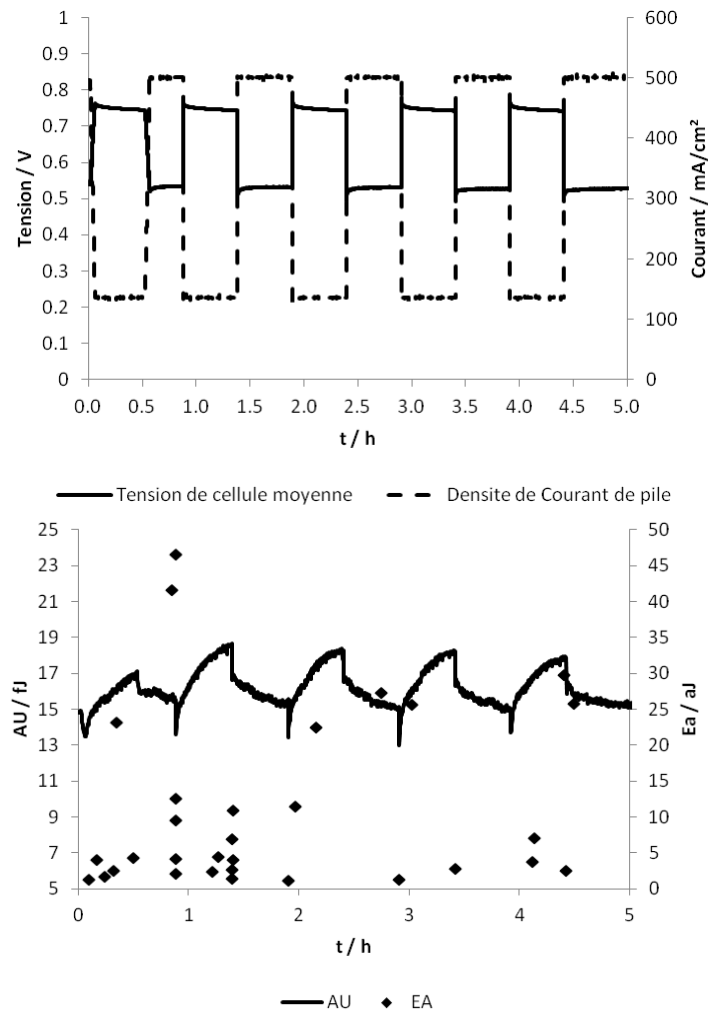 1 600
0.9
0.8 500
0.7
0.6 400
0.5 300
0.4
0.3 200
0.2
0.1 100
0 0
Tension / V
Courant / mA/cm²
0.0 0.5 1.0 1.5 2.0 2.5 3.0 3.5 4.0 4.5 5.0
t / h
Tension de cellule moyenne Densite de Courant de pile
25 50
23 45
21 40
19 35
17 30
15 25
13 20
11 15
9 10
7 5
5 0
AU / fJ
Ea / aJ
0 1 2 3 4 5
t / h
AU EA